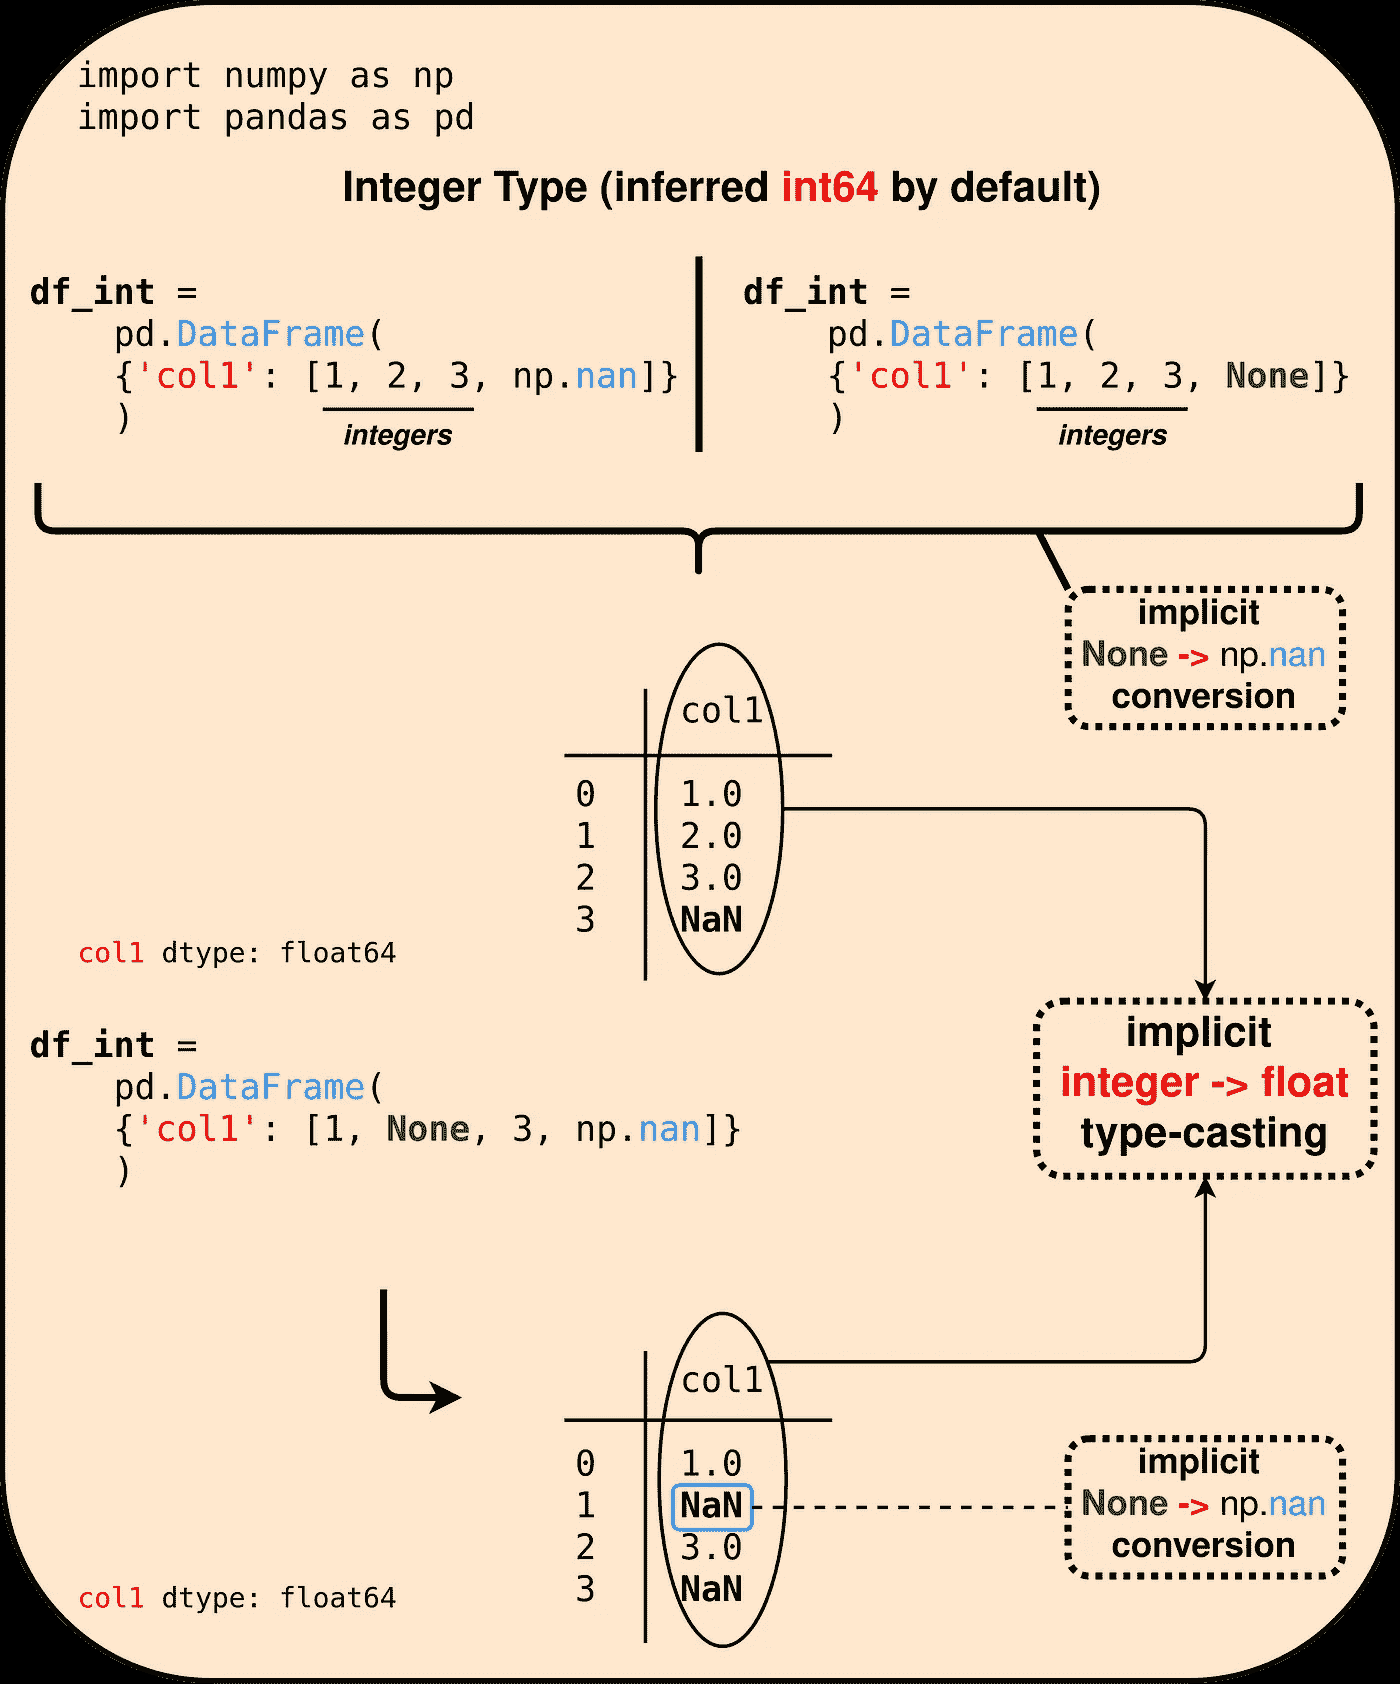 import numpy as np
import pandas as pd
Integer Type (inferred int64 by default)
df_int =
pd.DataFrame(
{'col1': [1, 2, 3, np.nan]}
)
integers
df_int =
pd.DataFrame(
{'col1': [1, 2, 3, None]}
)
integers
implicit
None -> np.nan
conversion
col1
0 1.0
1 2.0
2 3.0
3 NaN
col1 dtype: float64
implicit
integer -> float
type-casting
df_int =
pd.DataFrame(
{'col1': [1, None, 3, np.nan]}
)
col1
0 1.0
1 NaN
2 3.0
3 NaN
implicit
None -> np.nan
conversion
col1 dtype: float64